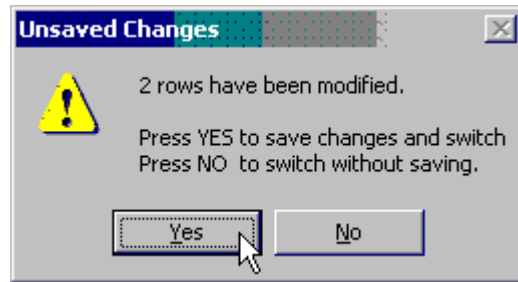 Unsaved Changes
2 rows have been modified.
Press YES to save changes and switch
Press NO to switch without saving.
Yes
No